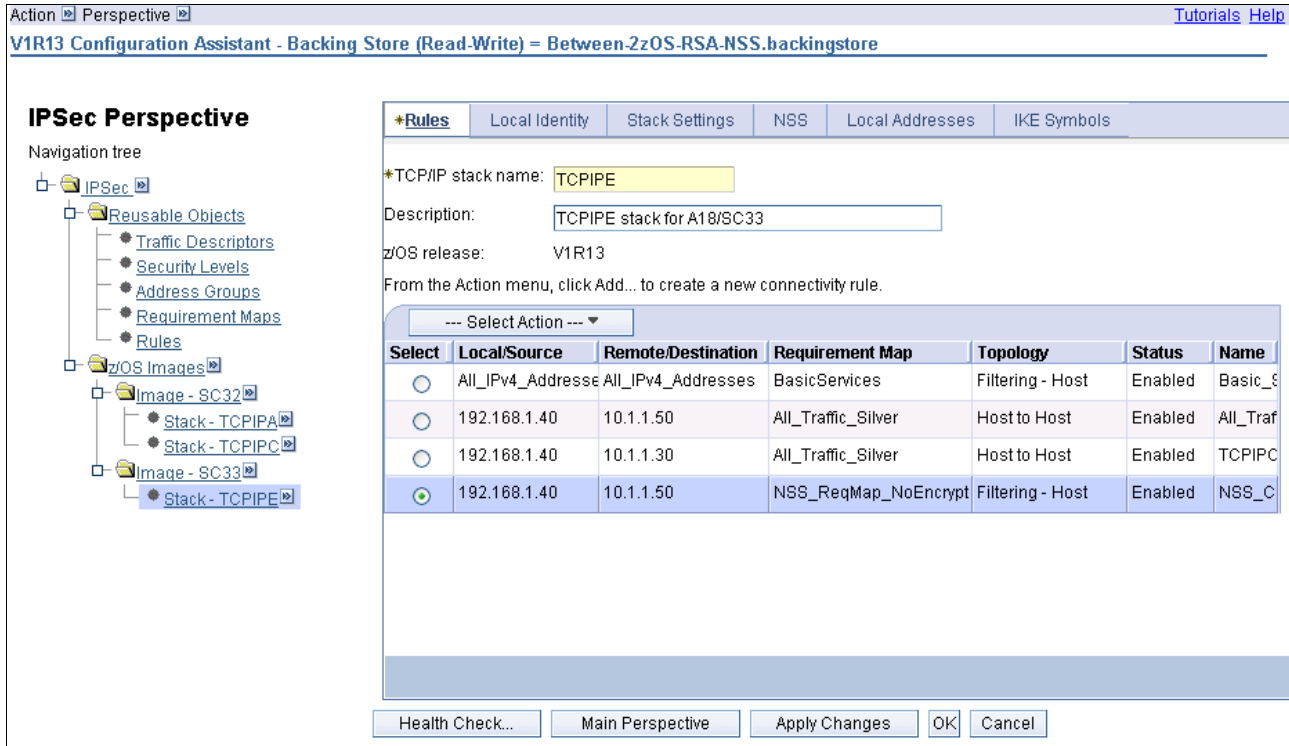 Action Perspective Tutorials Help
V1R13 Configuration Assistant - Backing Store (Read-Write) = Between-2zOS-RSA-NSS.backingstore
IPSec Perspective
Navigation tree
IPSec
Reusable Objects
Traffic Descriptors
Security Levels
Address Groups
Requirement Maps
Rules
z/OS Images
Image - SC32
Stack - TCPIPA
Stack - TCPIPC
Image - SC33
Stack - TCPIPE
*Rules Local Identity Stack Settings NSS Local Addresses IKE Symbols
*TCP/IP stack name: TCPIPE
Description: TCPIPE stack for A18/SC33
z/OS release: V1R13
From the Action menu, click Add... to create a new connectivity rule.
--- Select Action ---
Select Local/Source Remote/Destination Requirement Map Topology Status Name
All_IPv4_Addresse All_IPv4_Addresses BasicServices Filtering - Host Enabled Basic_S
192.168.1.40 10.1.1.50 All_Traffic_Silver Host to Host Enabled All_Traf
192.168.1.40 10.1.1.30 All_Traffic_Silver Host to Host Enabled TCPIPC
192.168.1.40 10.1.1.50 NSS_ReqMap_NoEncrypt Filtering - Host Enabled NSS_C
Health Check... Main Perspective Apply Changes OK Cancel